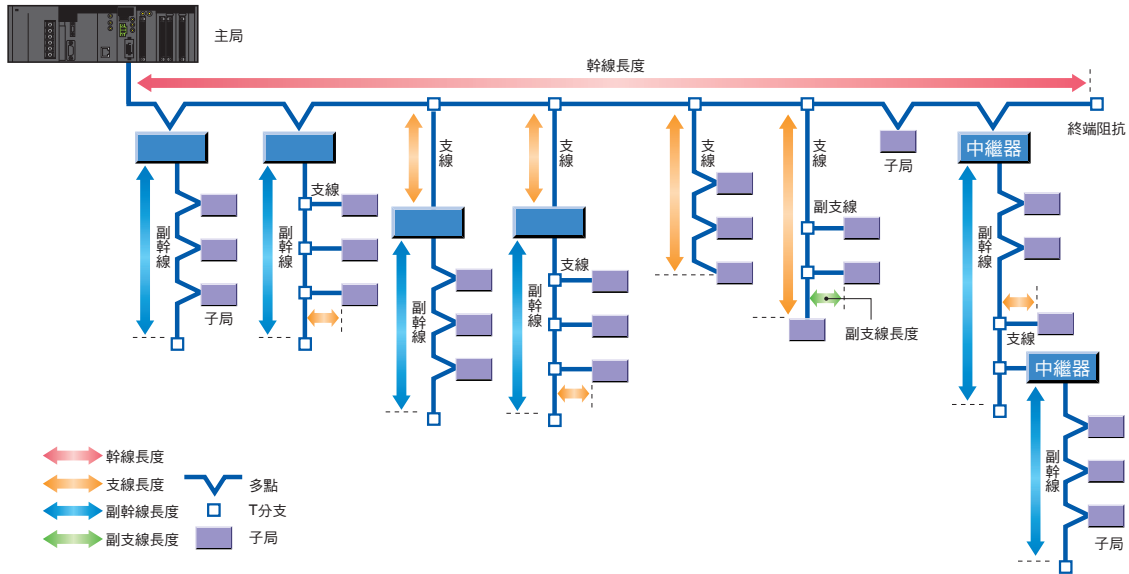 主局
幹線長度
終端阻抗
支線
支線
支線
支線
子局
中繼器
支線
副支線
副幹線
副幹線
副幹線
支線
副幹線
副幹線
子局
副支線長度
支線
中繼器
副幹線
子局
幹線長度
支線長度
副幹線長度
副支線長度
多點
T分支
子局